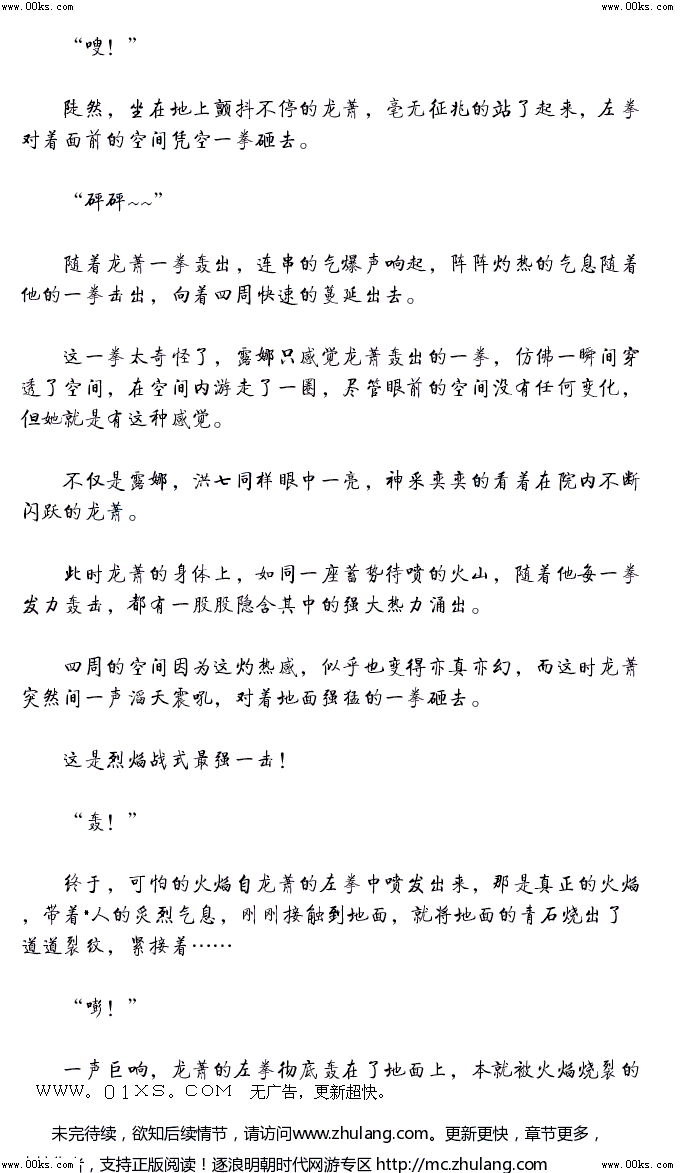 www.00ks.com www.00ks.com
“嗖！”
陡然，坐在地上颤抖不停的龙萧，毫无征兆的站了起来，左拳
对着面前的空间凭空一拳砸去。
“砰砰~~”
随着龙萧一拳轰出，连串的气爆声响起，阵阵灼热的气息随着
他的一拳击出，向着四周快速的蔓延出去。
这一拳太奇怪了，露娜只感觉龙萧轰出的一拳，仿佛一瞬间穿
透了空间，在空间内游走了一圈，尽管眼前的空间没有任何变化，
但她就是有这种感觉。
不仅是露娜，洪七同样眼中一亮，神采奕奕的看着在院内不断
闪跃的龙萧。
此时龙萧的身体上，如同一座蓄势待喷的火山，随着他每一拳
发力轰击，都有一股股隐含其中的强大热力涌出。
四周的空间因为这灼热感，似乎也变得亦真亦幻，而这时龙萧
突然间一声滔天震吼，对着地面强猛的一拳砸去。
这是烈焰战式最强一击！
“轰！”
终于，可怕的火焰自龙萧的左拳中喷发出来，那是真正的火焰
，带着人的炙烈气息，刚刚接触到地面，就将地面的青石烧出了
道道裂纹，紧接着……
“嘭！”
一声巨响，龙萧的左拳彻底轰在了地面上，本就被火焰烧裂的
WWW。01XS。COM 无广告，更新超快。
未完待续，欲知后续情节，请访问www.zhulang.com。更新更快，章节更多，
，支持正版阅读！逐浪明朝时代网游专区 http://mc.zhulang.com
www.00ks.com www.00ks.com